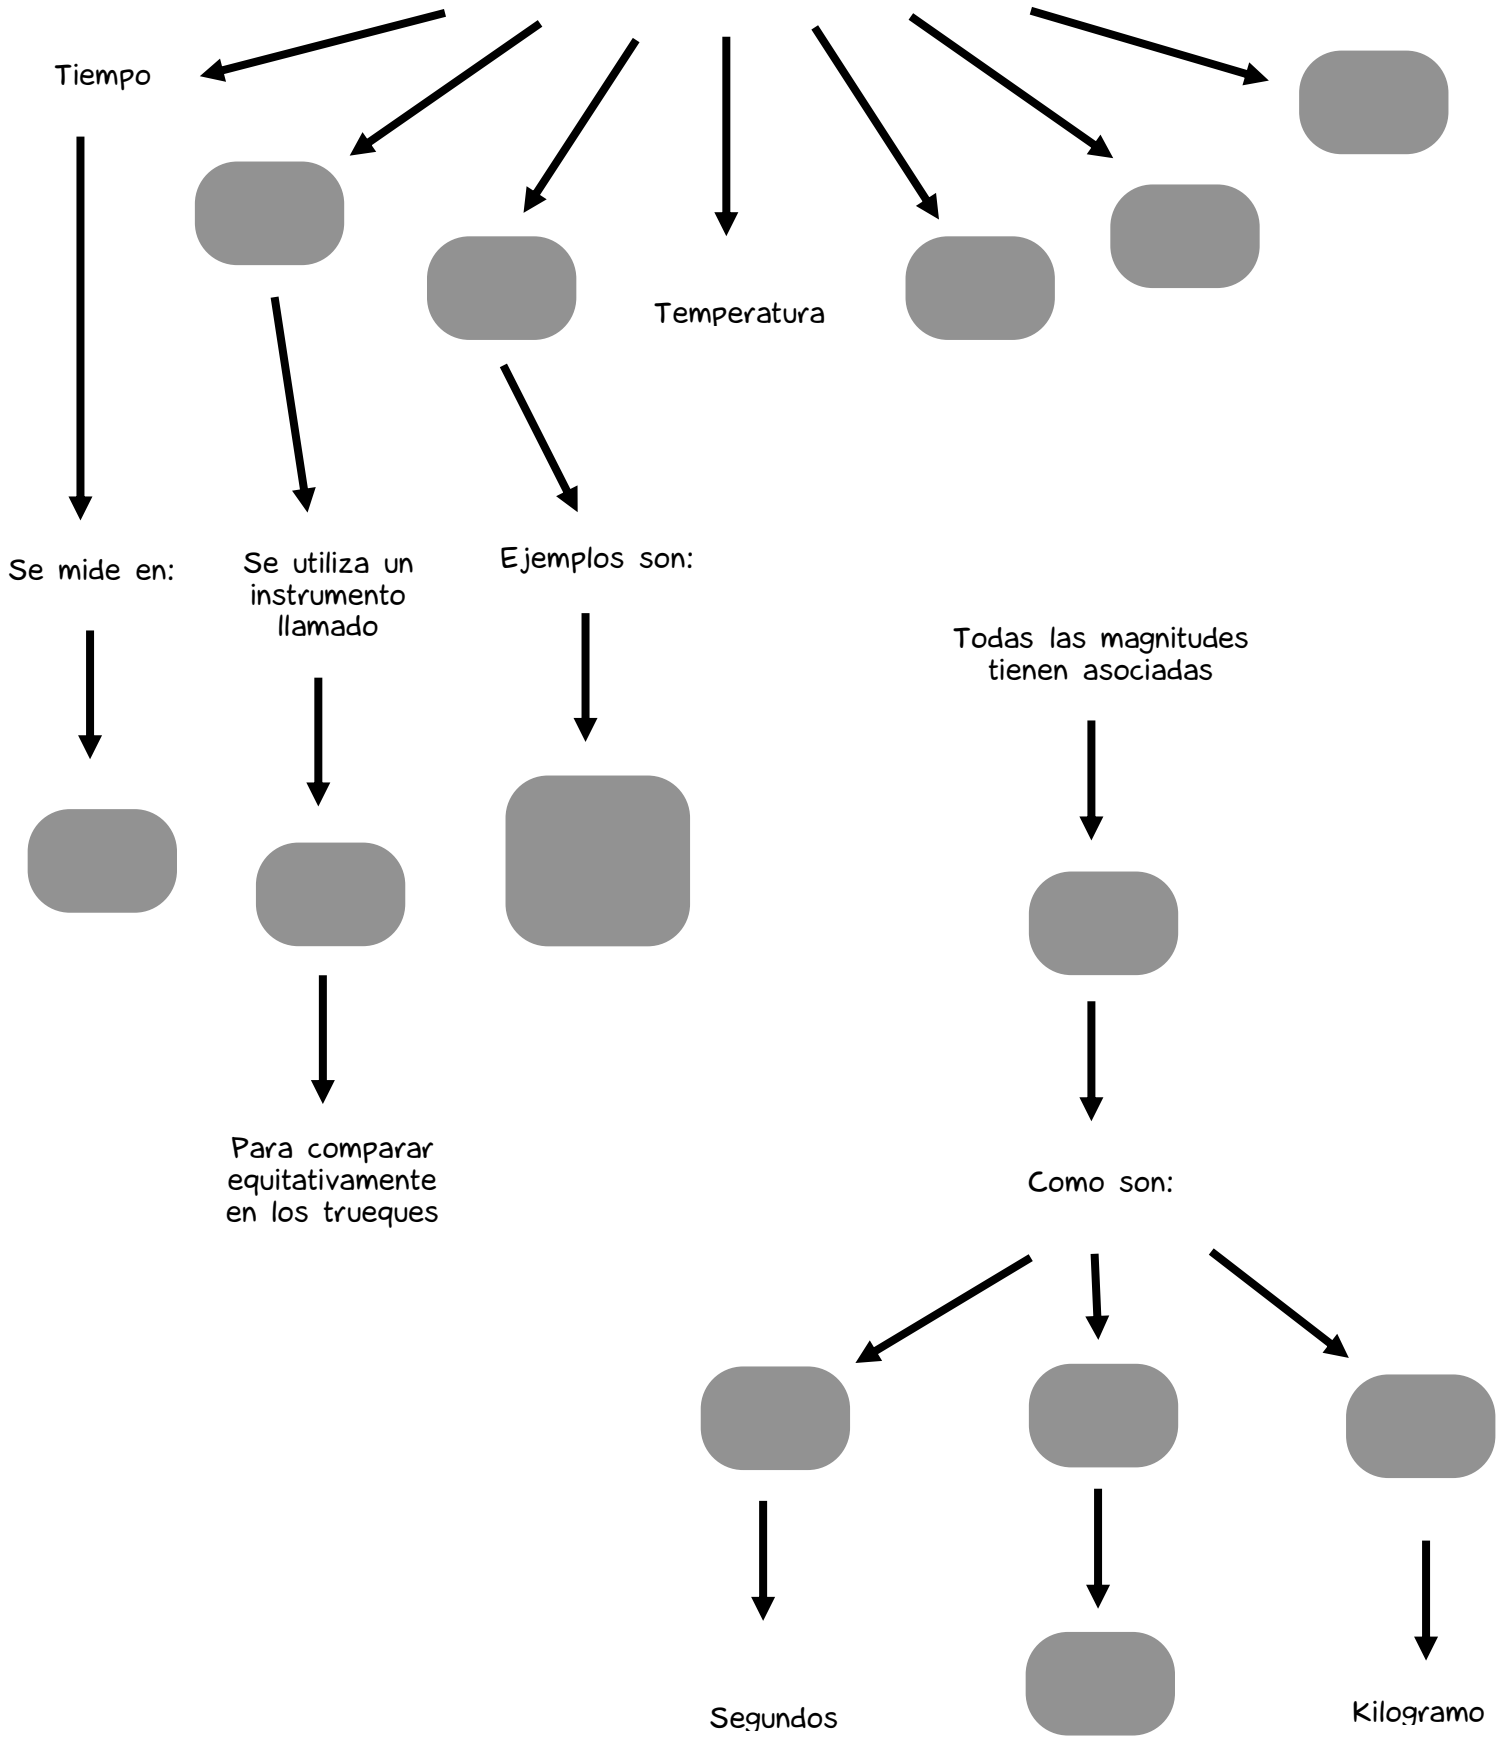 Tiempo
Temperatura
Se mide en:
Se utiliza un
instrumento
llamado
Ejemplos son:
Todas las magnitudes
tienen asociadas
Para comparar
equitativamente
en los trueques
Como son:
Segundos
Kilogramo